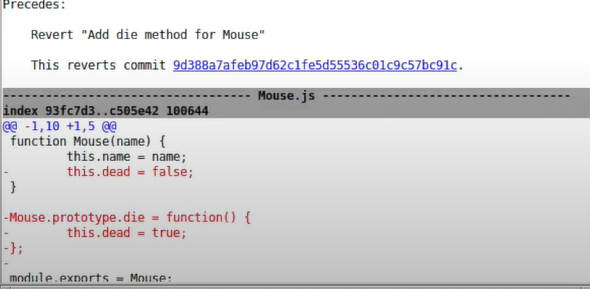 Precedes:
Revert "Add die method for Mouse"
This reverts commit 9d388a7afeb97d62c1fe5d55536c01c9c57bc91c.
---------------------------------- Mouse.js ----------------------------------
index 93fc7d3..c505e42 100644
@@ -1,10 +1,5 @@
 function Mouse(name) {
        this.name = name;
-       this.dead = false;
 }
-Mouse.prototype.die = function() {
-       this.dead = true;
-};
-
 module.exports = Mouse;